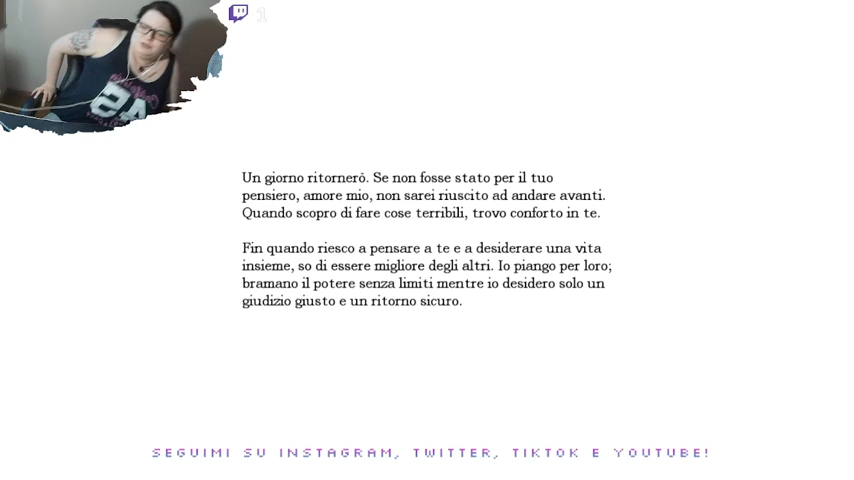 1
24
Un giorno ritornerò. Se non fosse stato per il tuo
pensiero, amore mio, non sarei riuscito ad andare avanti.
Quando scopro di fare cose terribili, trovo conforto in te.
Fin quando riesco a pensare a te e a desiderare una vita
insieme, so di essere migliore degli altri. Io piango per loro;
bramano il potere senza limiti mentre io desidero solo un
giudizio giusto e un ritorno sicuro.
SEGUIMI SU INSTAGRAM, TWITTER, TIKTOK E YOUTUBE!